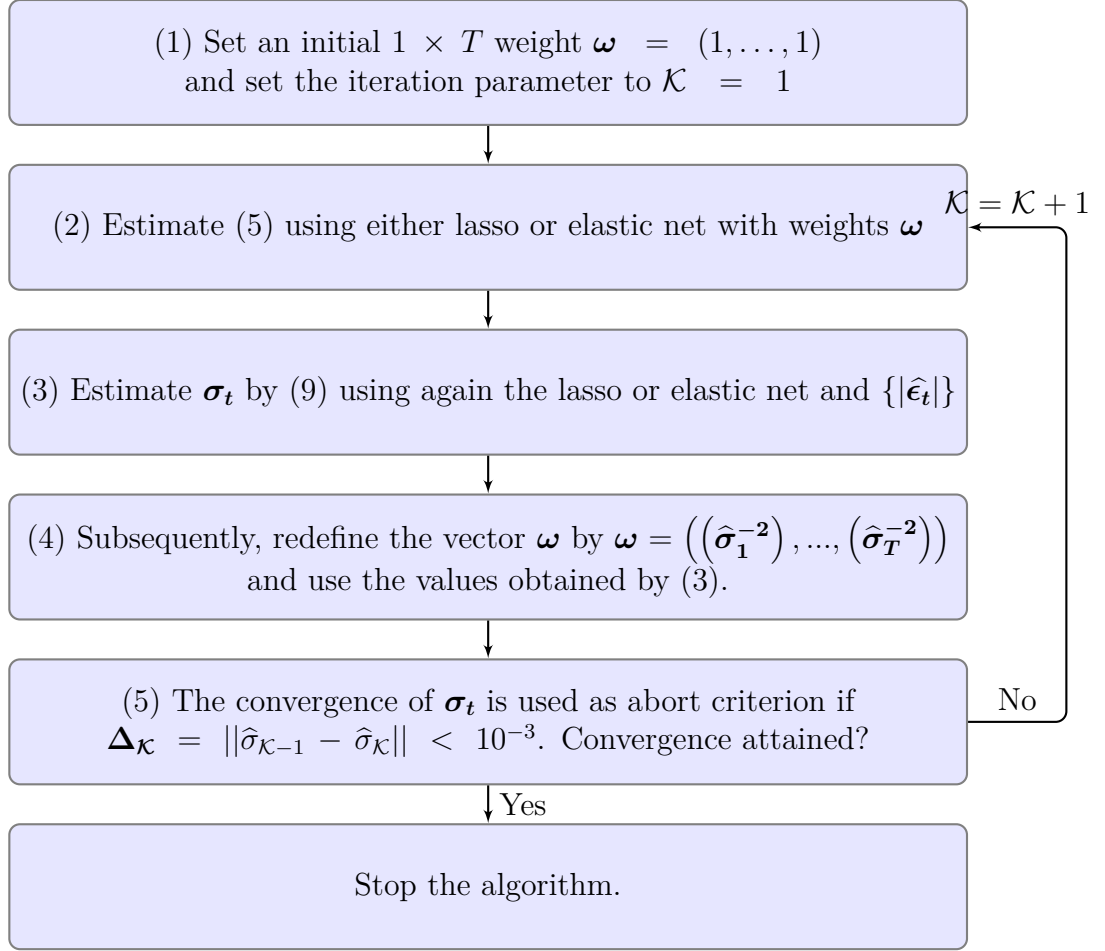 (1) Set an initial 1 × T weight ω = (1, . . . , 1)
and set the iteration parameter to 𝒦 = 1
𝒦 = 𝒦 + 1
(2) Estimate (5) using either lasso or elastic net with weights ω
(3) Estimate σₜ by (9) using again the lasso or elastic net and {|ϵ̂ₜ|}
(4) Subsequently, redefine the vector ω by ω = ((σ̂₁⁻²) , ..., (σ̂_T⁻²))
and use the values obtained by (3).
(5) The convergence of σₜ is used as abort criterion if
Δ_𝒦 = ||σ̂_{𝒦−1} − σ̂_𝒦|| < 10⁻³. Convergence attained?
No
Yes
Stop the algorithm.